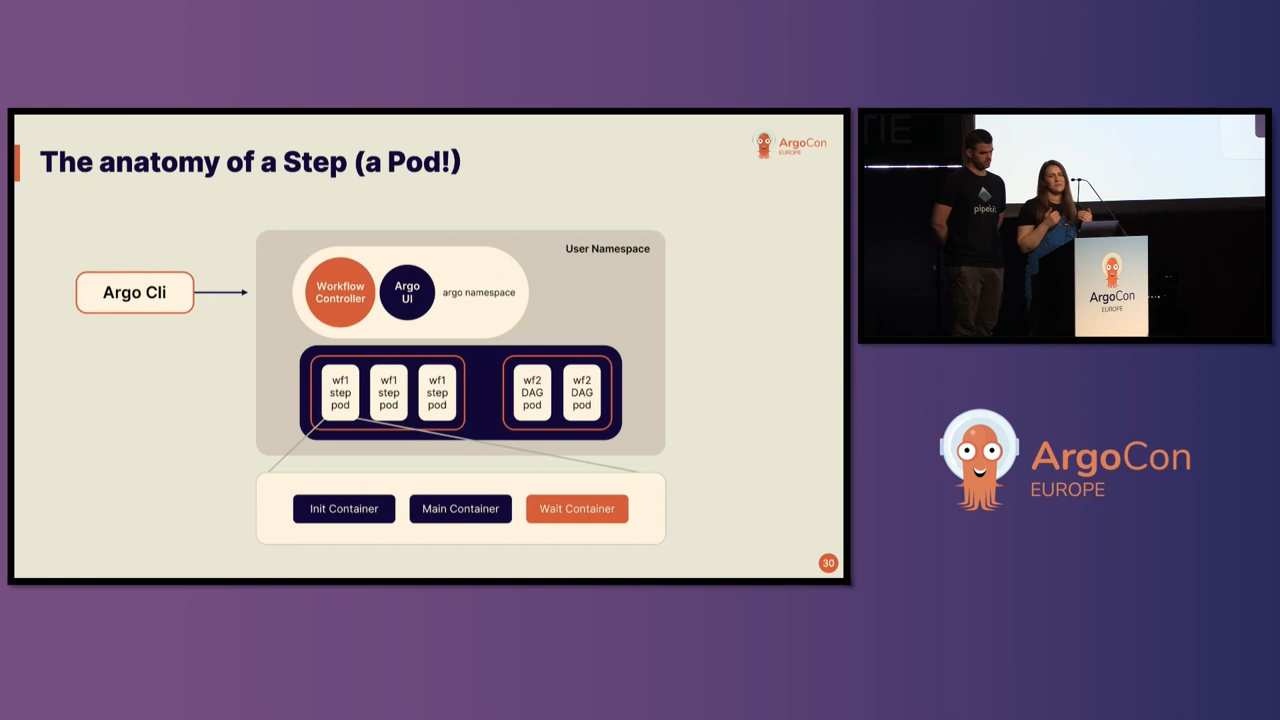 The anatomy of a Step (a Pod!)
ArgoCon
EUROPE
User Namespace
Argo Cli
Workflow
Controller
Argo
UI
argo namespace
wf1
step
pod
wf1
step
pod
wf1
step
pod
wf2
DAG
pod
wf2
DAG
pod
Init Container
Main Container
Wait Container
30
TIE
ArgoCon
EUROPE
ArgoCon
EUROPE